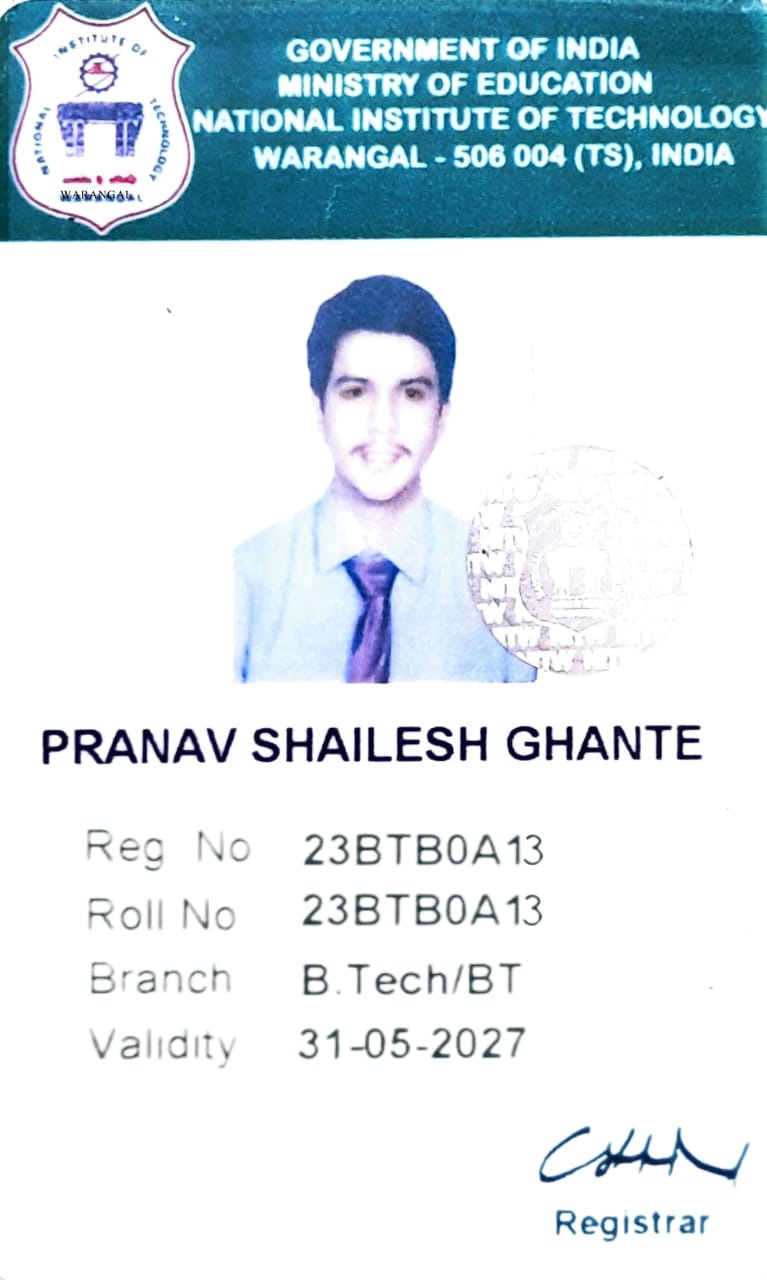 INSTITUTE OF
NATIONAL
TECHNOLOGY
WARANGAL
GOVERNMENT OF INDIA
MINISTRY OF EDUCATION
NATIONAL INSTITUTE OF TECHNOLOGY
WARANGAL - 506 004 (TS), INDIA
PRANAV SHAILESH GHANTE
Reg No 23BTB0A13
Roll No 23BTB0A13
Branch B.Tech/BT
Validity 31-05-2027
Registrar